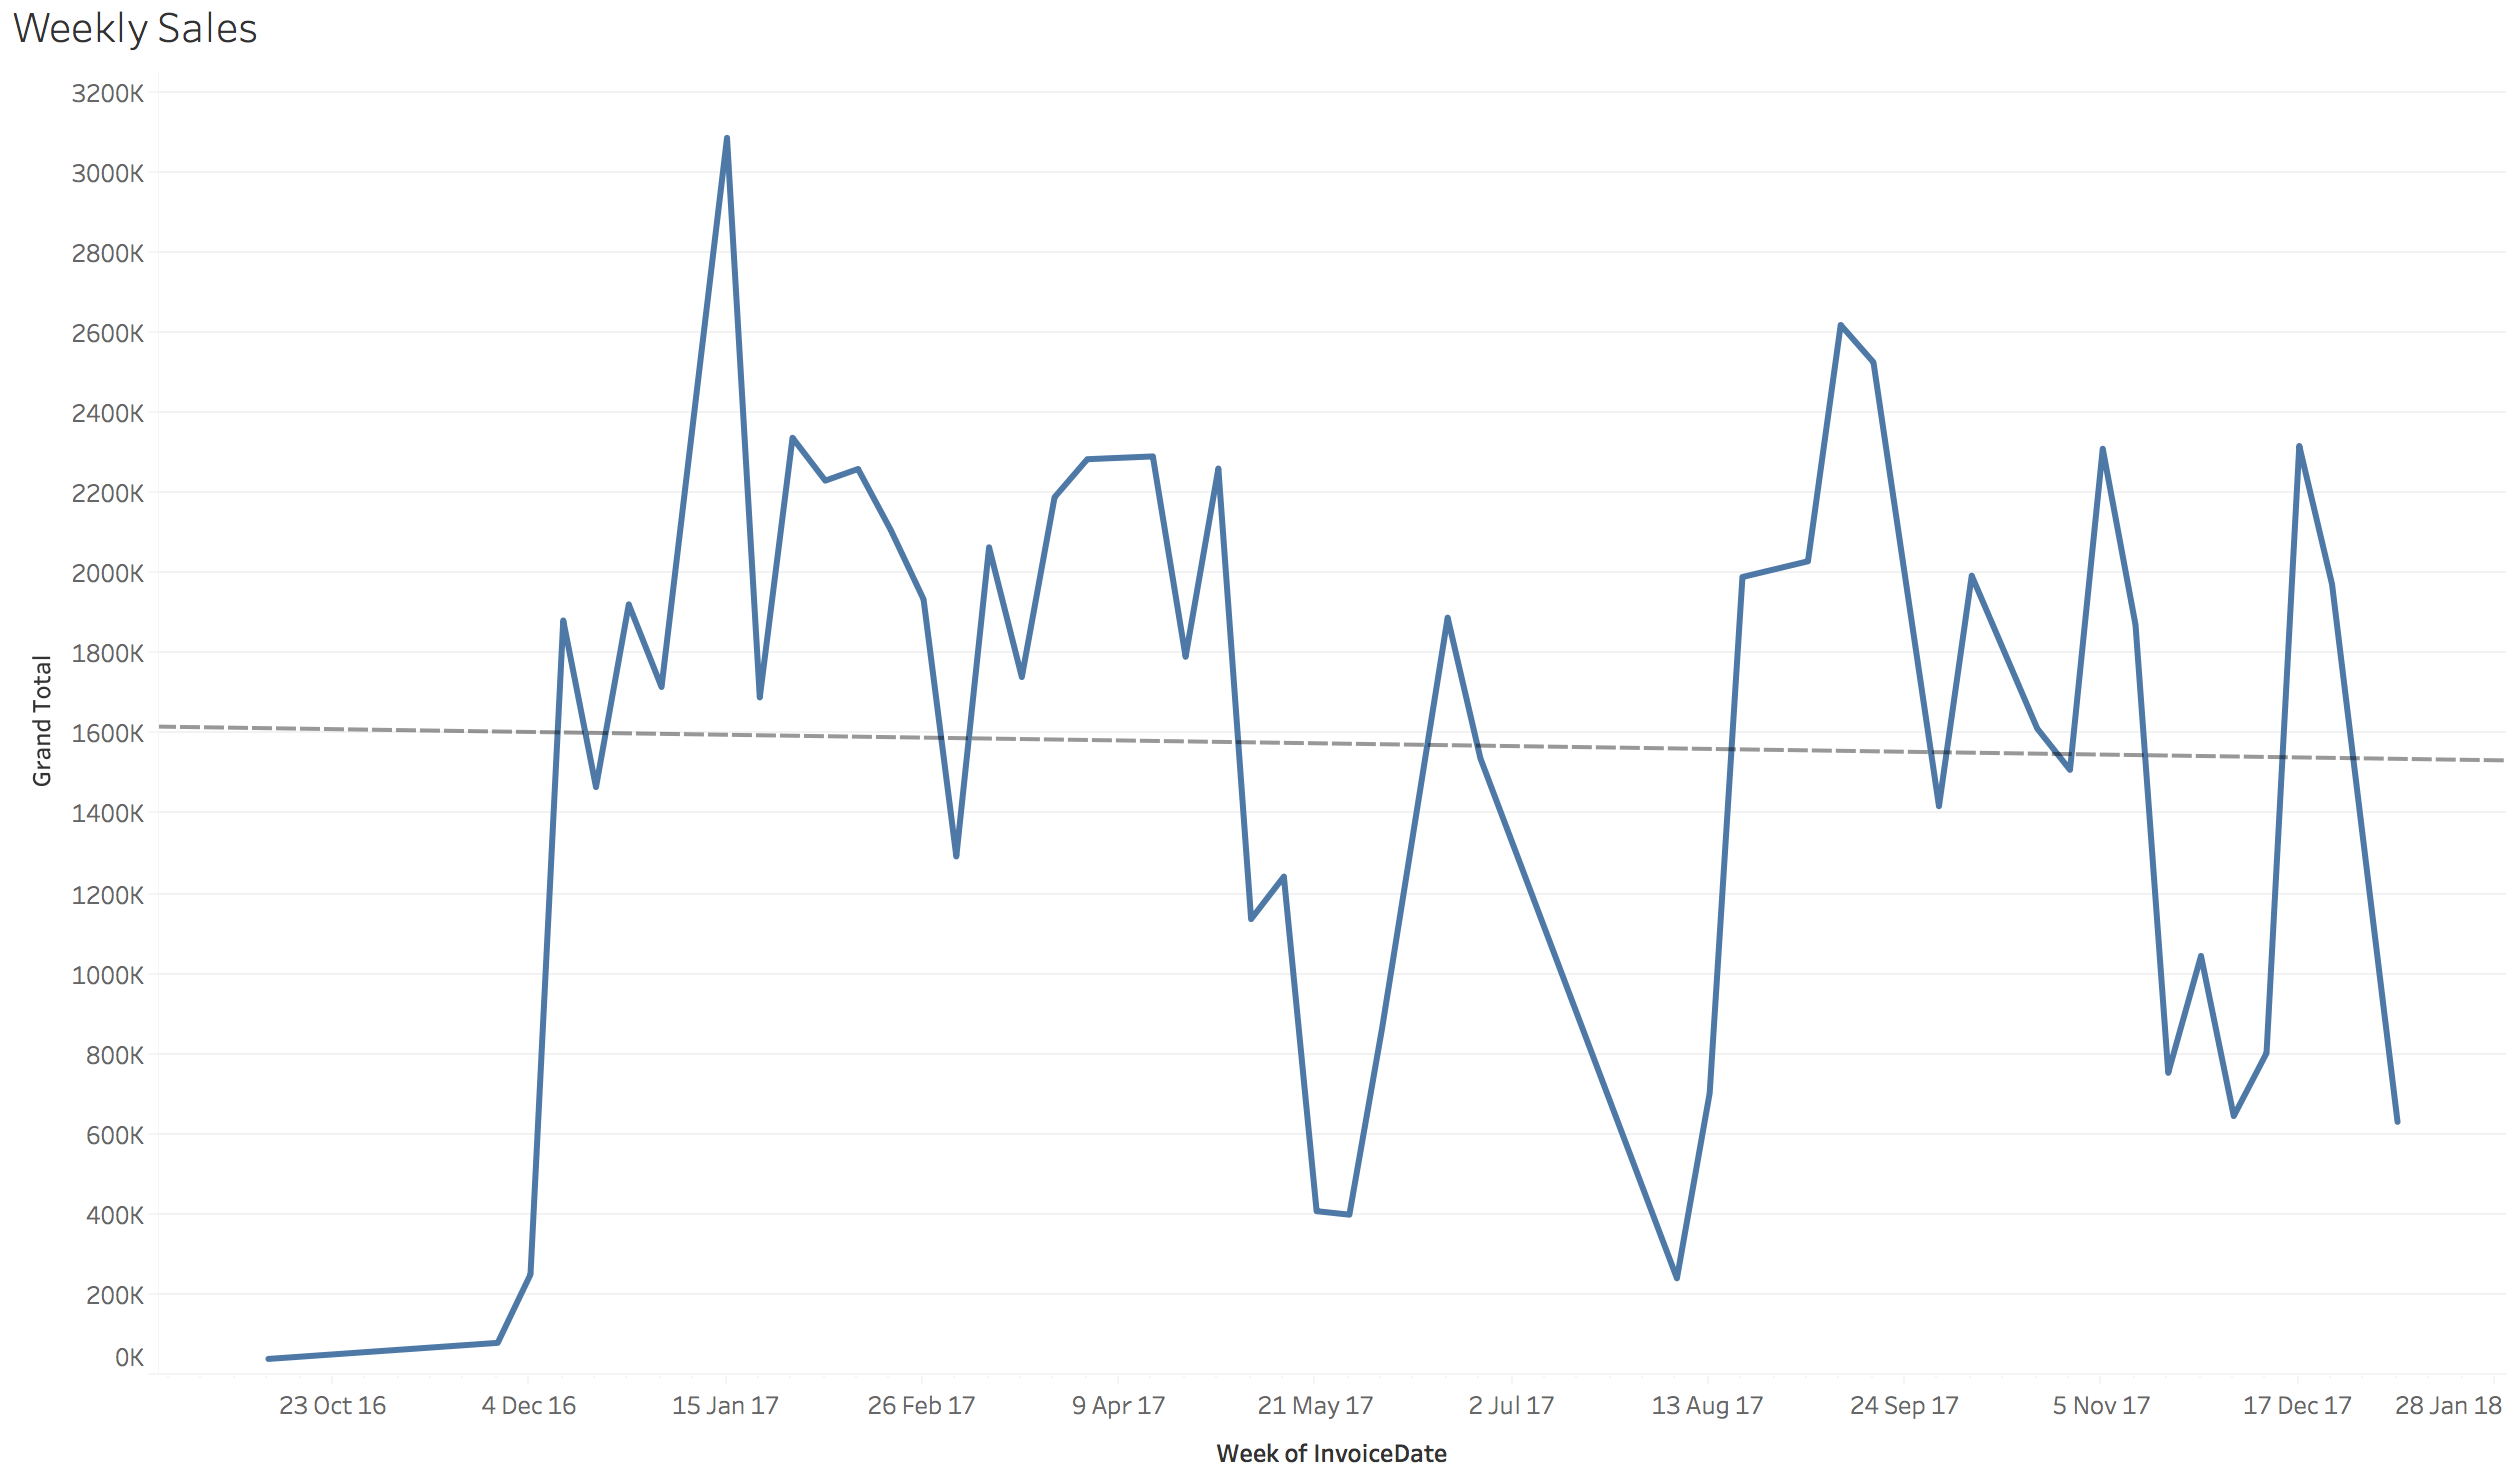 Weekly Sales
3200K
3000K
2800K
2600K
2400K
2200K
2000K
1800K
1600K
1400K
1200K
1000K
800K
600K
400K
200K
0K
Grand Total
23 Oct 16 4 Dec 16 15 Jan 17 26 Feb 17 9 Apr 17 21 May 17 2 Jul 17 13 Aug 17 24 Sep 17 5 Nov 17 17 Dec 17 28 Jan 18
Week of InvoiceDate